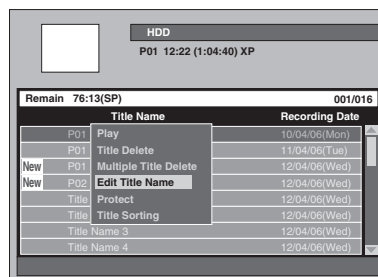 HDD
P01 12:22 (1:04:40) XP
Remain 76:13(SP) 001/016
Title Name Recording Date
P01 Play 10/04/06(Mon)
P01 Title Delete 11/04/06(Tue)
New P01 Multiple Title Delete 12/04/06(Wed)
New P02 Edit Title Name 12/04/06(Wed)
Title Protect 12/04/06(Wed)
Title Title Sorting 12/04/06(Wed)
Title Name 3 12/04/06(Wed)
Title Name 4 12/04/06(Wed)